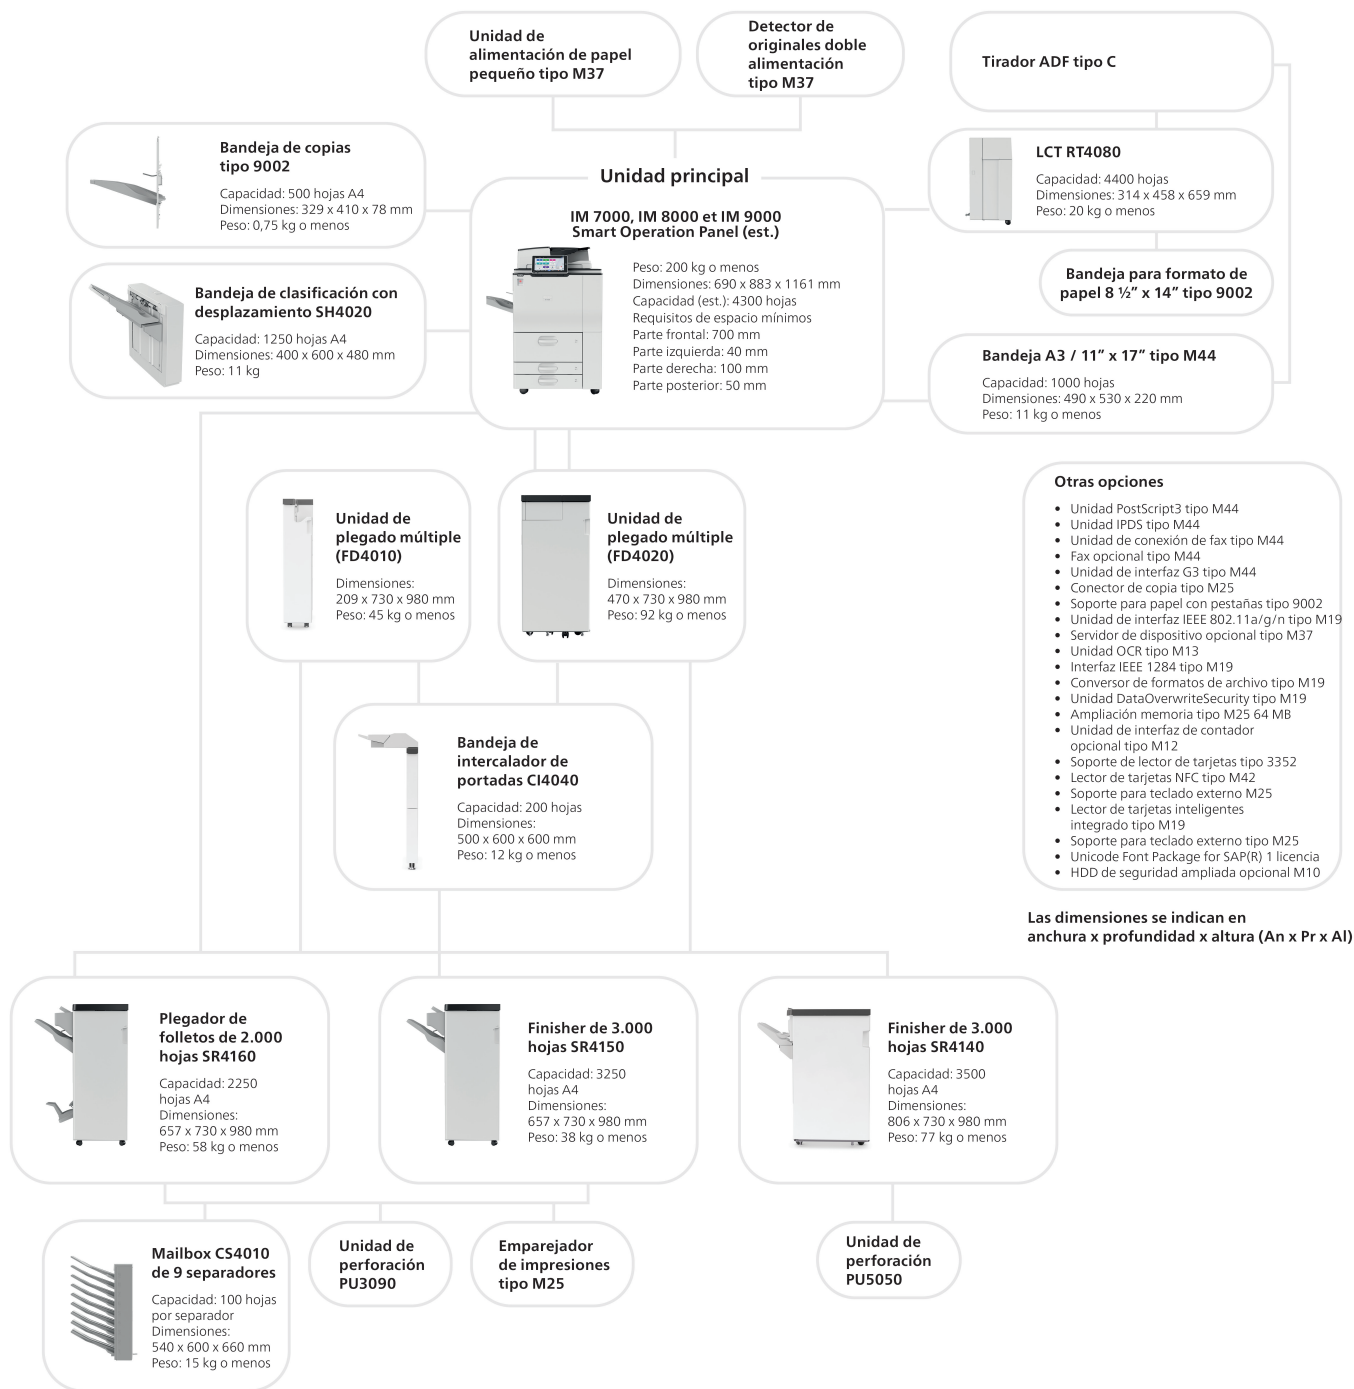 Unidad de
alimentación de papel
pequeño tipo M37
Detector de
originales doble
alimentación
tipo M37
Tirador ADF tipo C
Bandeja de copias
tipo 9002
Capacidad: 500 hojas A4
Dimensiones: 329 x 410 x 78 mm
Peso: 0,75 kg o menos
LCT RT4080
Capacidad: 4400 hojas
Dimensiones: 314 x 458 x 659 mm
Peso: 20 kg o menos
Unidad principal
IM 7000, IM 8000 et IM 9000
Smart Operation Panel (est.)
Peso: 200 kg o menos
Dimensiones: 690 x 883 x 1161 mm
Capacidad (est.): 4300 hojas
Requisitos de espacio mínimos
Parte frontal: 700 mm
Parte izquierda: 40 mm
Parte derecha: 100 mm
Parte posterior: 50 mm
Bandeja para formato de
papel 8 ½” x 14” tipo 9002
Bandeja de clasificación con
desplazamiento SH4020
Capacidad: 1250 hojas A4
Dimensiones: 400 x 600 x 480 mm
Peso: 11 kg
Bandeja A3 / 11” x 17” tipo M44
Capacidad: 1000 hojas
Dimensiones: 490 x 530 x 220 mm
Peso: 11 kg o menos
Unidad de
plegado múltiple
(FD4010)
Dimensiones:
209 x 730 x 980 mm
Peso: 45 kg o menos
Unidad de
plegado múltiple
(FD4020)
Dimensiones:
470 x 730 x 980 mm
Peso: 92 kg o menos
Otras opciones
• Unidad PostScript3 tipo M44
• Unidad IPDS tipo M44
• Unidad de conexión de fax tipo M44
• Fax opcional tipo M44
• Unidad de interfaz G3 tipo M44
• Conector de copia tipo M25
• Soporte para papel con pestañas tipo 9002
• Unidad de interfaz IEEE 802.11a/g/n tipo M19
• Servidor de dispositivo opcional tipo M37
• Unidad OCR tipo M13
• Interfaz IEEE 1284 tipo M19
• Conversor de formatos de archivo tipo M19
• Unidad DataOverwriteSecurity tipo M19
• Ampliación memoria tipo M25 64 MB
• Unidad de interfaz de contador
opcional tipo M12
• Soporte de lector de tarjetas tipo 3352
• Lector de tarjetas NFC tipo M42
• Soporte para teclado externo M25
• Lector de tarjetas inteligentes
integrado tipo M19
• Soporte para teclado externo tipo M25
• Unicode Font Package for SAP(R) 1 licencia
• HDD de seguridad ampliada opcional M10
Bandeja de
intercalador de
portadas CI4040
Capacidad: 200 hojas
Dimensiones:
500 x 600 x 600 mm
Peso: 12 kg o menos
Las dimensiones se indican en
anchura x profundidad x altura (An x Pr x Al)
Plegador de
folletos de 2.000
hojas SR4160
Capacidad: 2250
hojas A4
Dimensiones:
657 x 730 x 980 mm
Peso: 58 kg o menos
Finisher de 3.000
hojas SR4150
Capacidad: 3250
hojas A4
Dimensiones:
657 x 730 x 980 mm
Peso: 38 kg o menos
Finisher de 3.000
hojas SR4140
Capacidad: 3500
hojas A4
Dimensiones:
806 x 730 x 980 mm
Peso: 77 kg o menos
Mailbox CS4010
de 9 separadores
Capacidad: 100 hojas
por separador
Dimensiones:
540 x 600 x 660 mm
Peso: 15 kg o menos
Unidad de
perforación
PU3090
Emparejador
de impresiones
tipo M25
Unidad de
perforación
PU5050